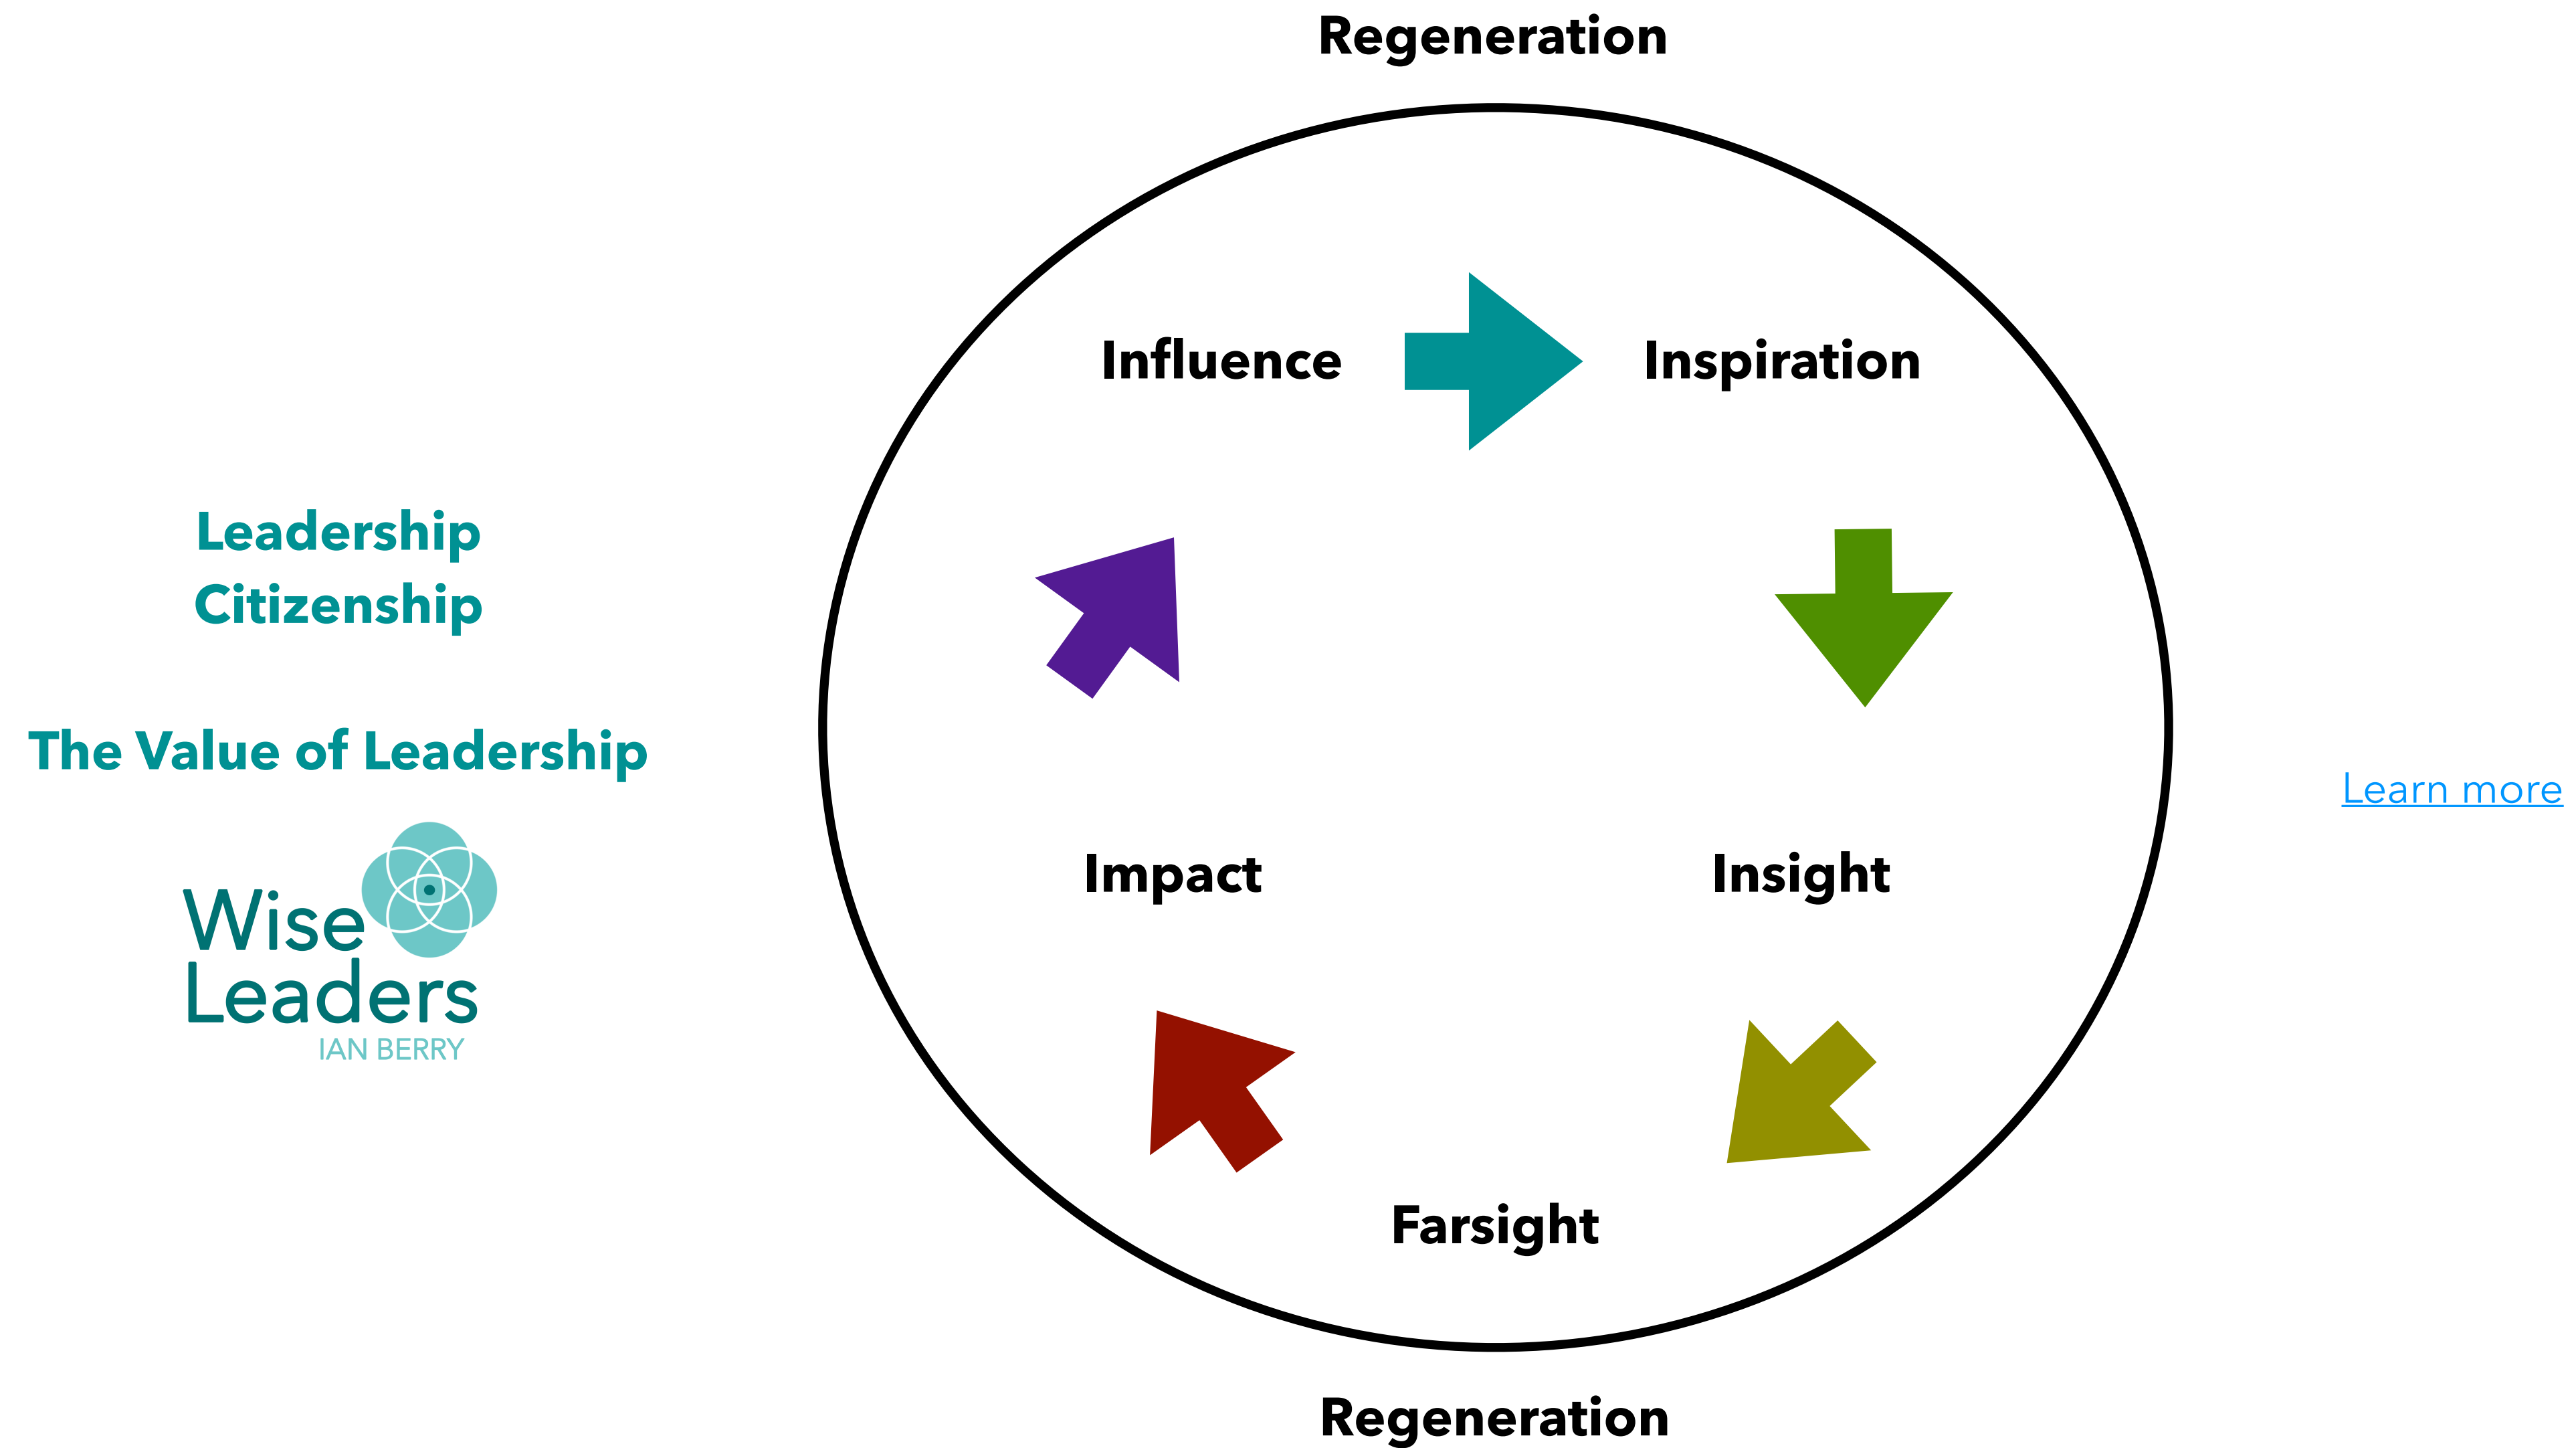 Regeneration
Influence
Inspiration
Leadership
Citizenship
The Value of Leadership
Learn more
Impact
Insight
Wise
Leaders
IAN BERRY
Farsight
Regeneration